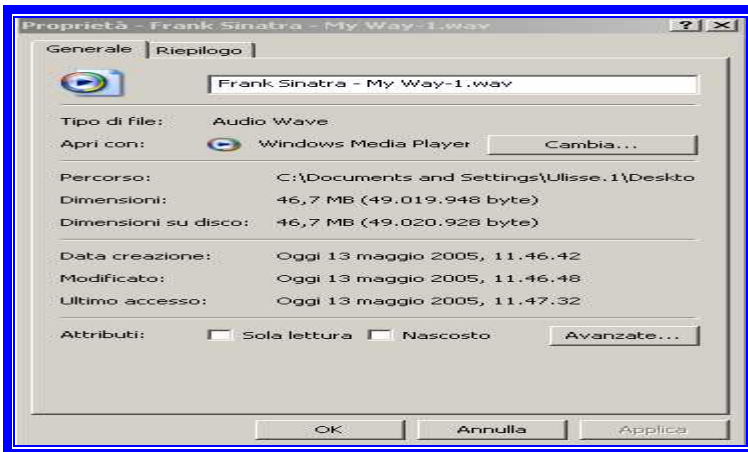 Proprietà - Frank Sinatra - My Way-1.wav
Generale Riepilogo
Frank Sinatra - My Way-1.wav
Tipo di file: Audio Wave
Apri con: Windows Media Player Cambia...
Percorso: C:\Documents and Settings\Ulisse.1\Deskto
Dimensioni: 46,7 MB (49.019.948 byte)
Dimensioni su disco: 46,7 MB (49.020.928 byte)
Data creazione: Oggi 13 maggio 2005, 11.46.42
Modificato: Oggi 13 maggio 2005, 11.46.48
Ultimo accesso: Oggi 13 maggio 2005, 11.47.32
Attributi: Sola lettura Nascosto Avanzate...
OK Annulla Applica